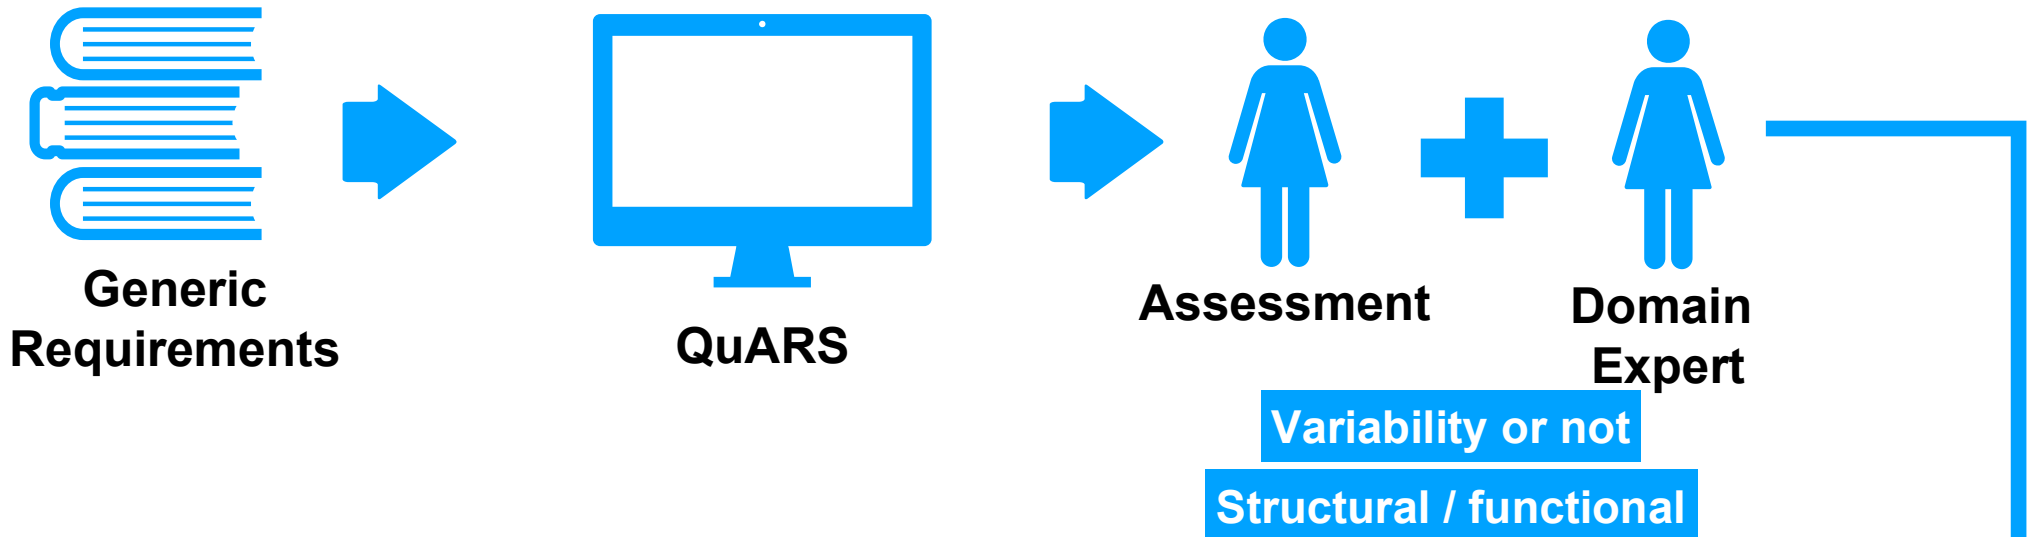 Generic
Requirements
QuARS
Assessment
Domain
Expert
Variability or not
Structural / functional